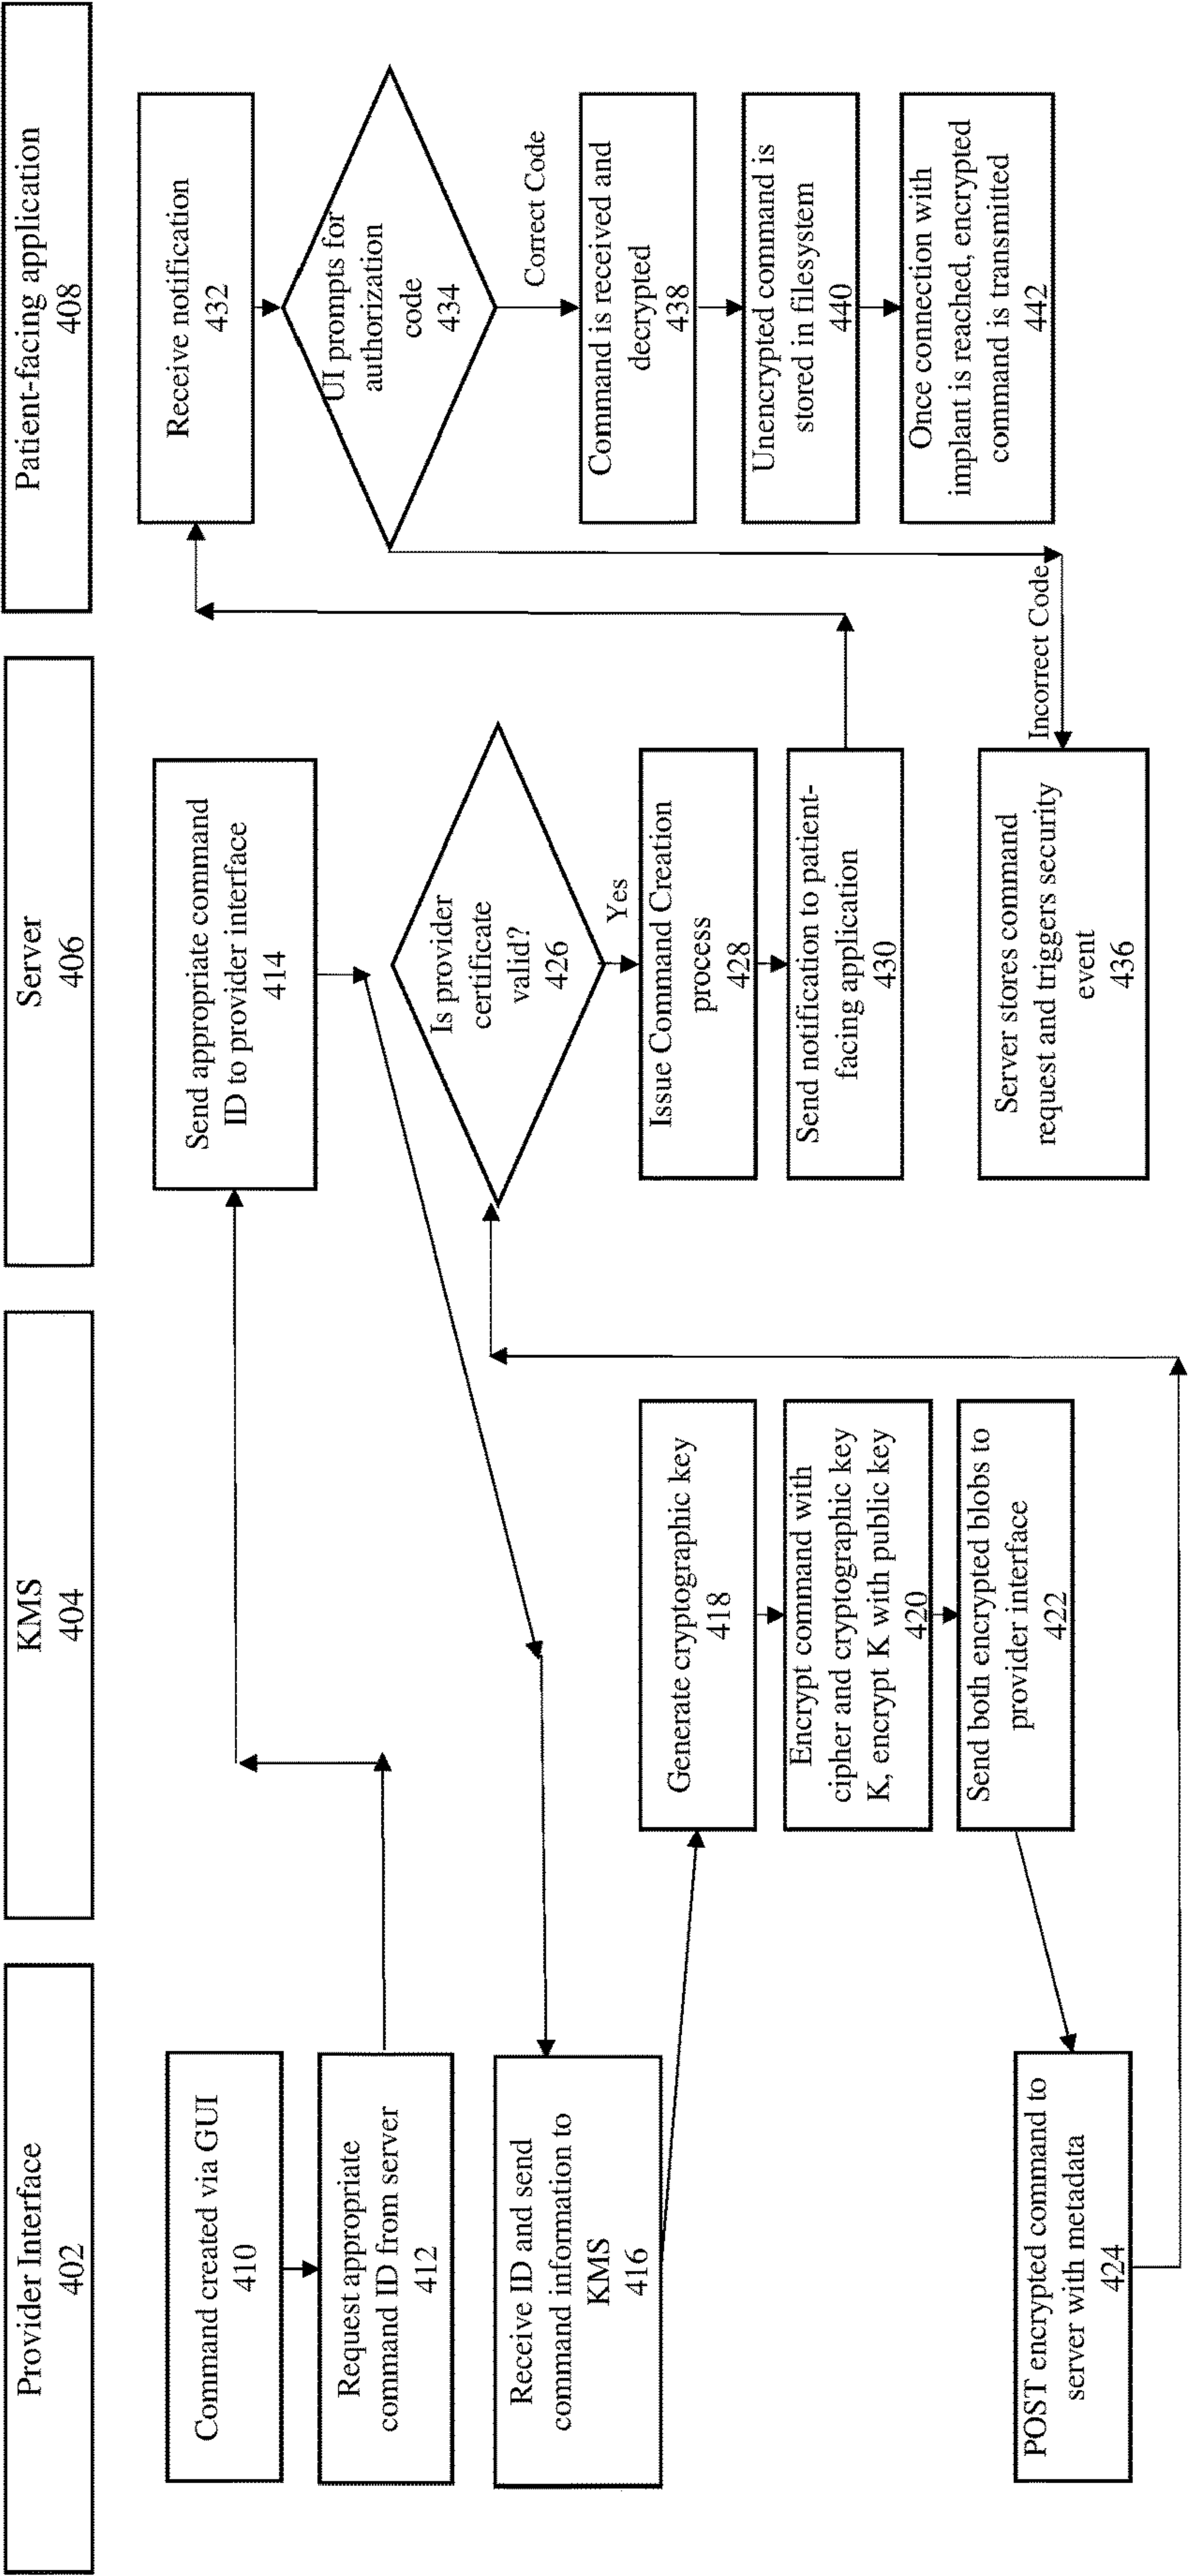 Provider Interface
402
KMS
404
Server
406
Patient-facing application
408
Command created via GUI
410
Request appropriate
command ID from server
412
Send appropriate command
ID to provider interface
414
Receive ID and send
command information to
KMS
416
Generate cryptographic key
418
Encrypt command with
cipher and cryptographic key
K, encrypt K with public key
420
Send both encrypted blobs to
provider interface
422
POST encrypted command to
server with metadata
424
Is provider
certificate
valid?
426
Yes
Issue Command Creation
process
428
Send notification to patient-
facing application
430
Receive notification
432
UI prompts for
authorization
code
434
Incorrect Code
Server stores command
request and triggers security
event
436
Correct Code
Command is received and
decrypted
438
Unencrypted command is
stored in filesystem
440
Once connection with
implant is reached, encrypted
command is transmitted
442